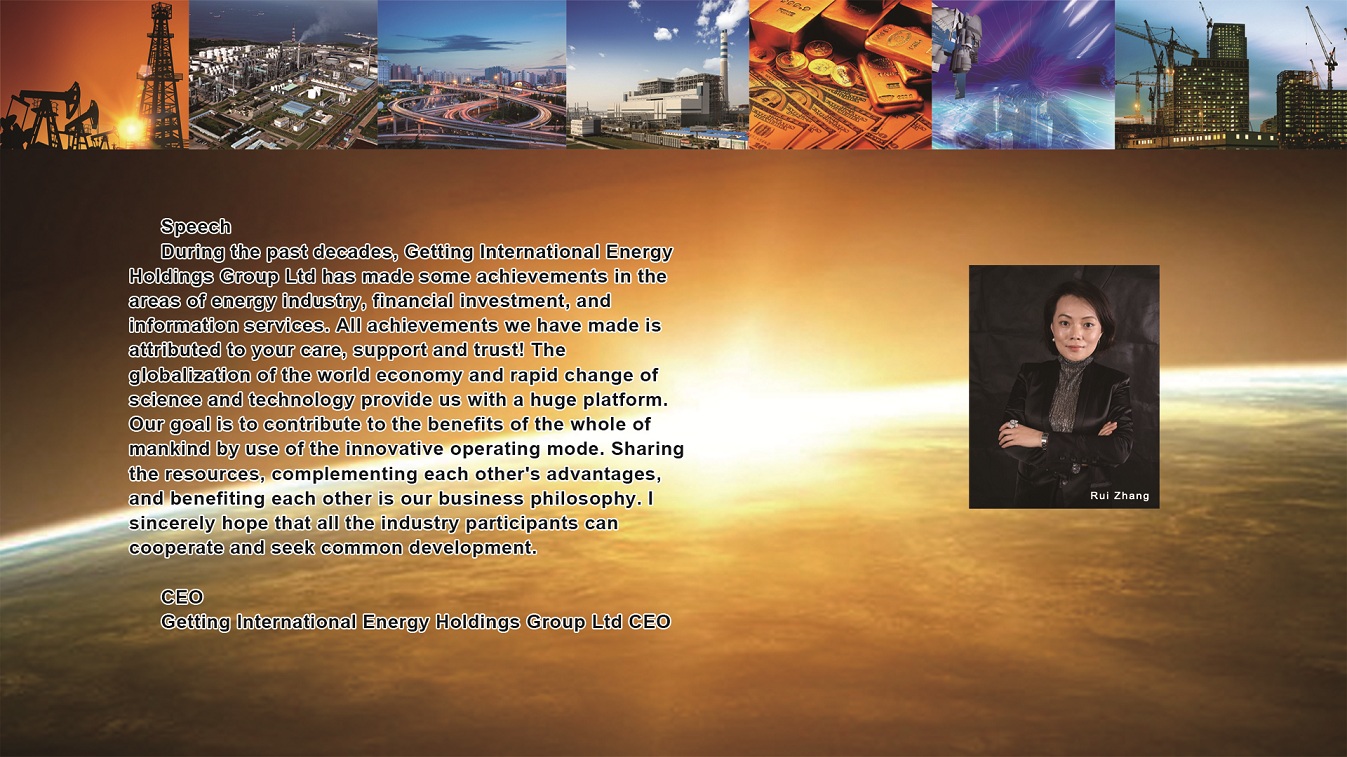 Speech
During the past decades, Getting International Energy
Holdings Group Ltd has made some achievements in the
areas of energy industry, financial investment, and
information services. All achievements we have made is
attributed to your care, support and trust! The
globalization of the world economy and rapid change of
science and technology provide us with a huge platform.
Our goal is to contribute to the benefits of the whole of
mankind by use of the innovative operating mode. Sharing
the resources, complementing each other's advantages,
and benefiting each other is our business philosophy. I
sincerely hope that all the industry participants can
cooperate and seek common development.
CEO
Getting International Energy Holdings Group Ltd CEO
Rui Zhang